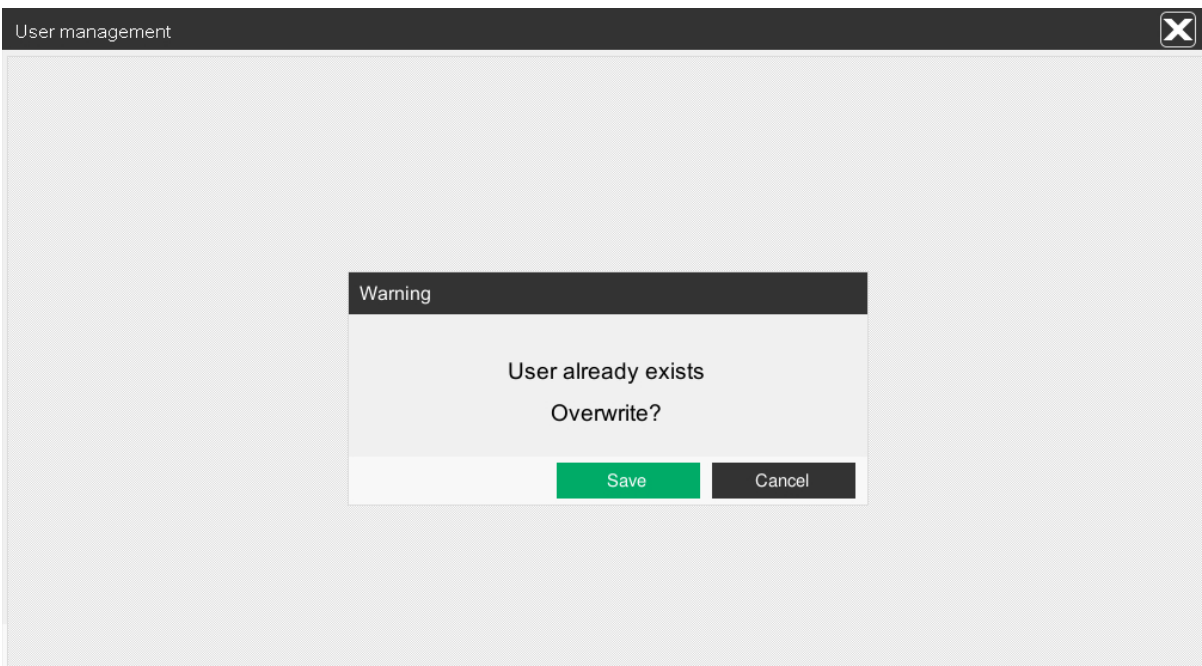 User management
Warning
User already exists
Overwrite?
Save
Cancel